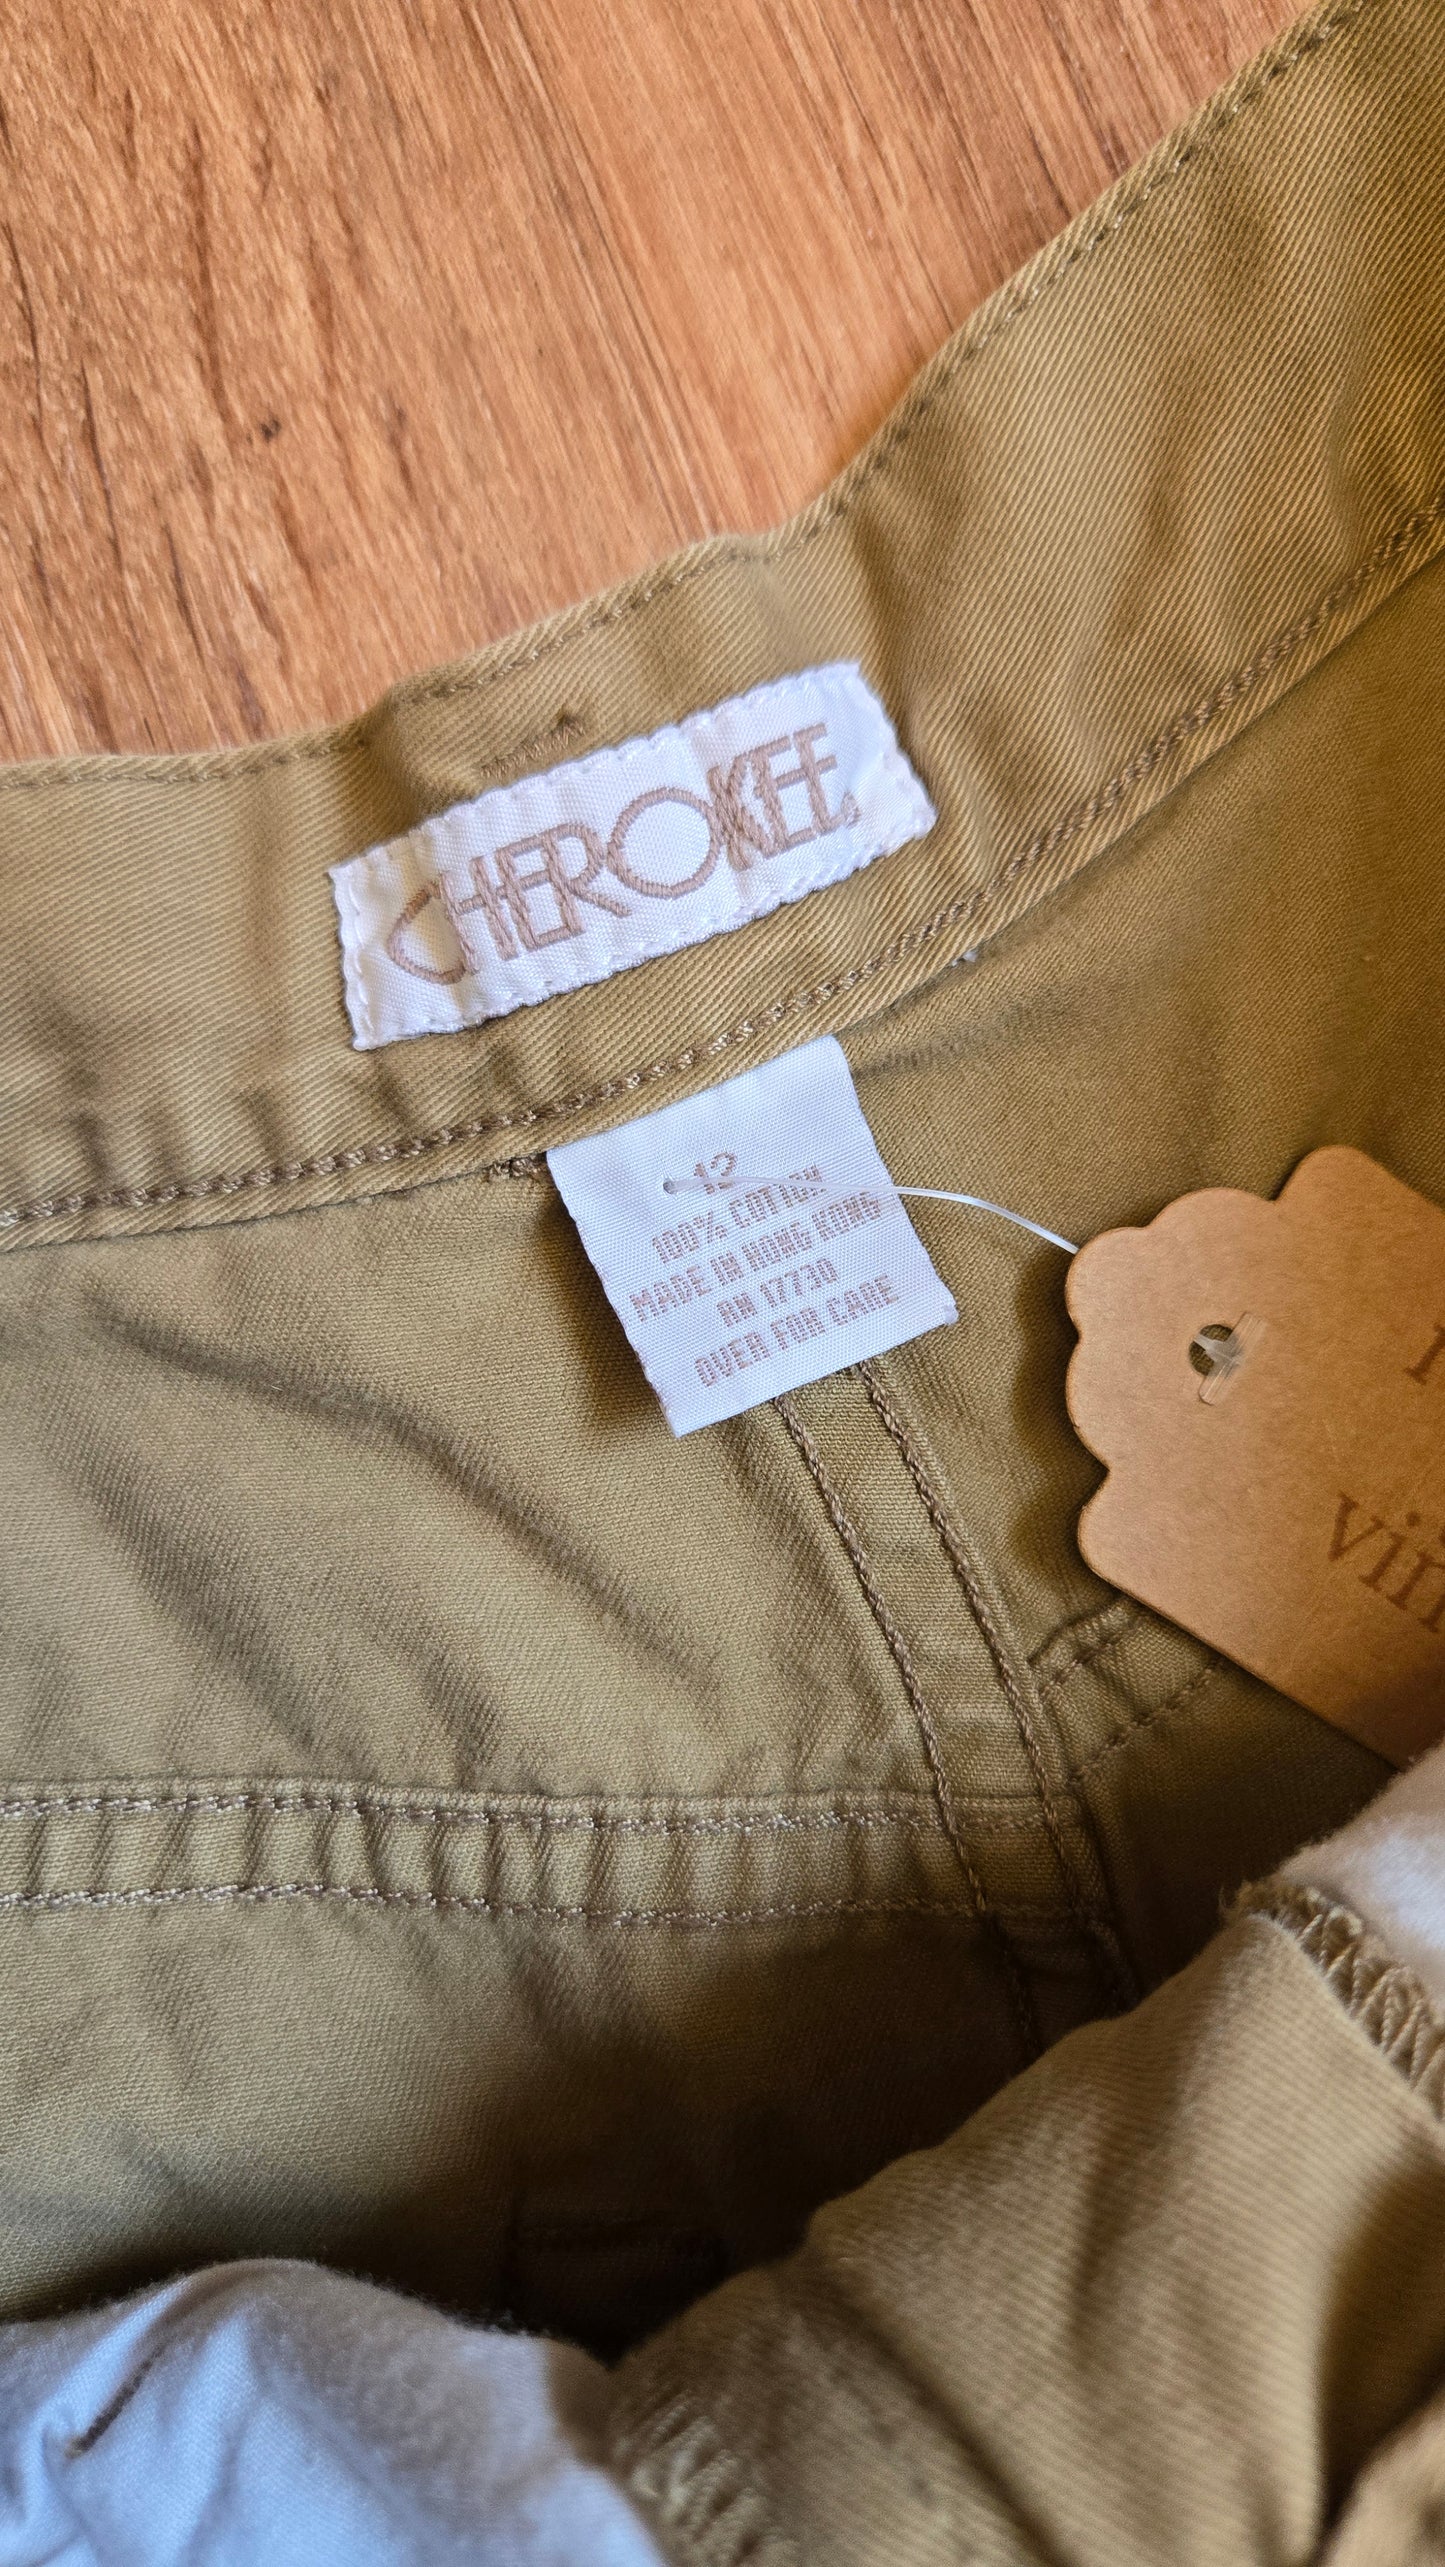 CHEROKEE
12
100% COTTON
MADE IN HONG KONG
RN 17730
OVER FOR CARE